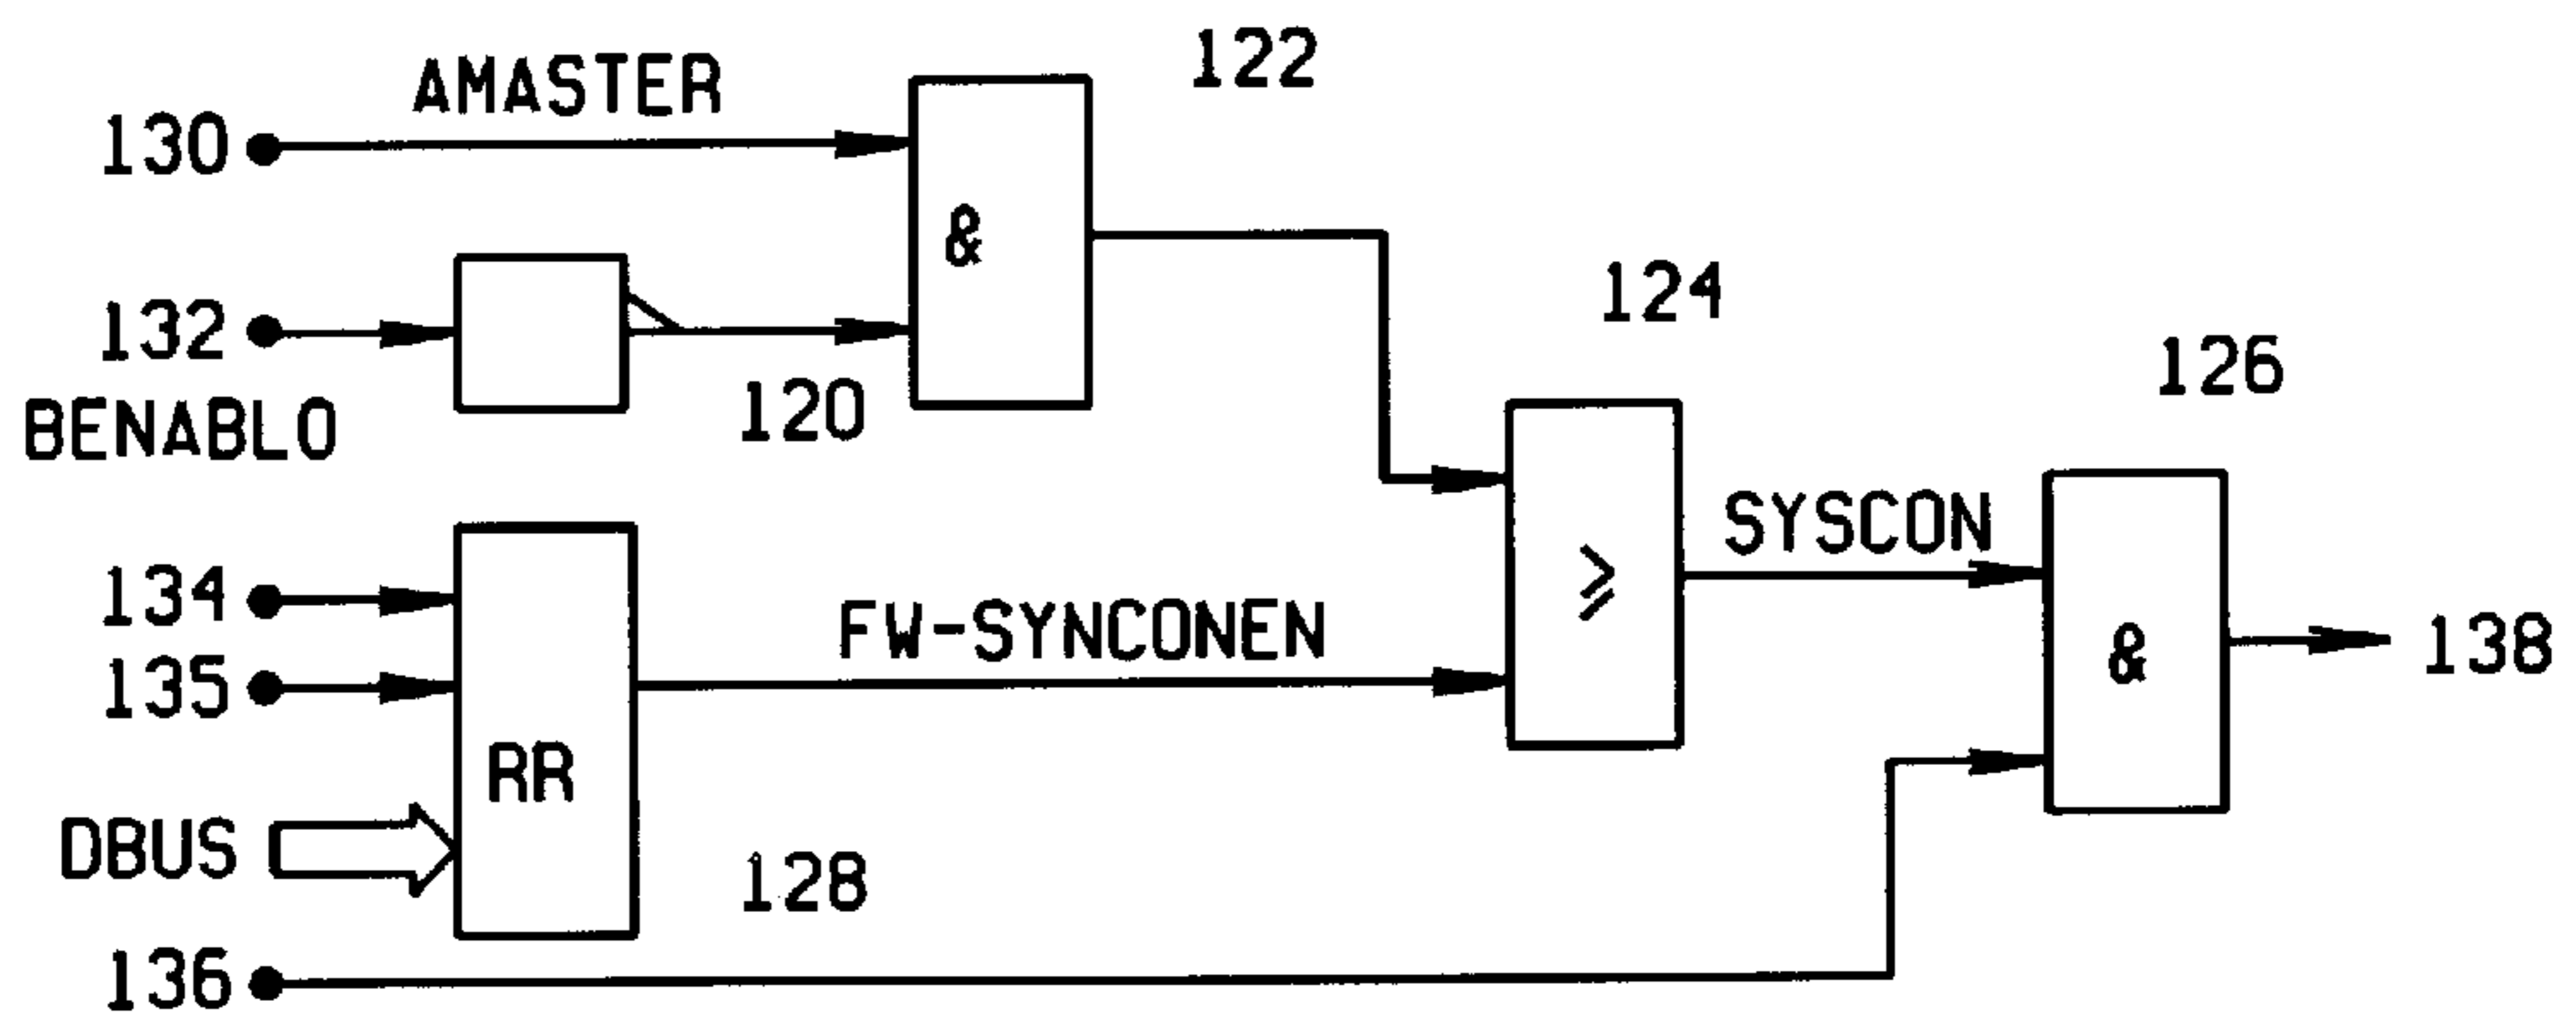 122
AMASTER
130
&
124
132
120
126
BENABLO
SYSCON
134
FW-SYNCONEN
≥
&
138
135
RR
DBUS
128
136